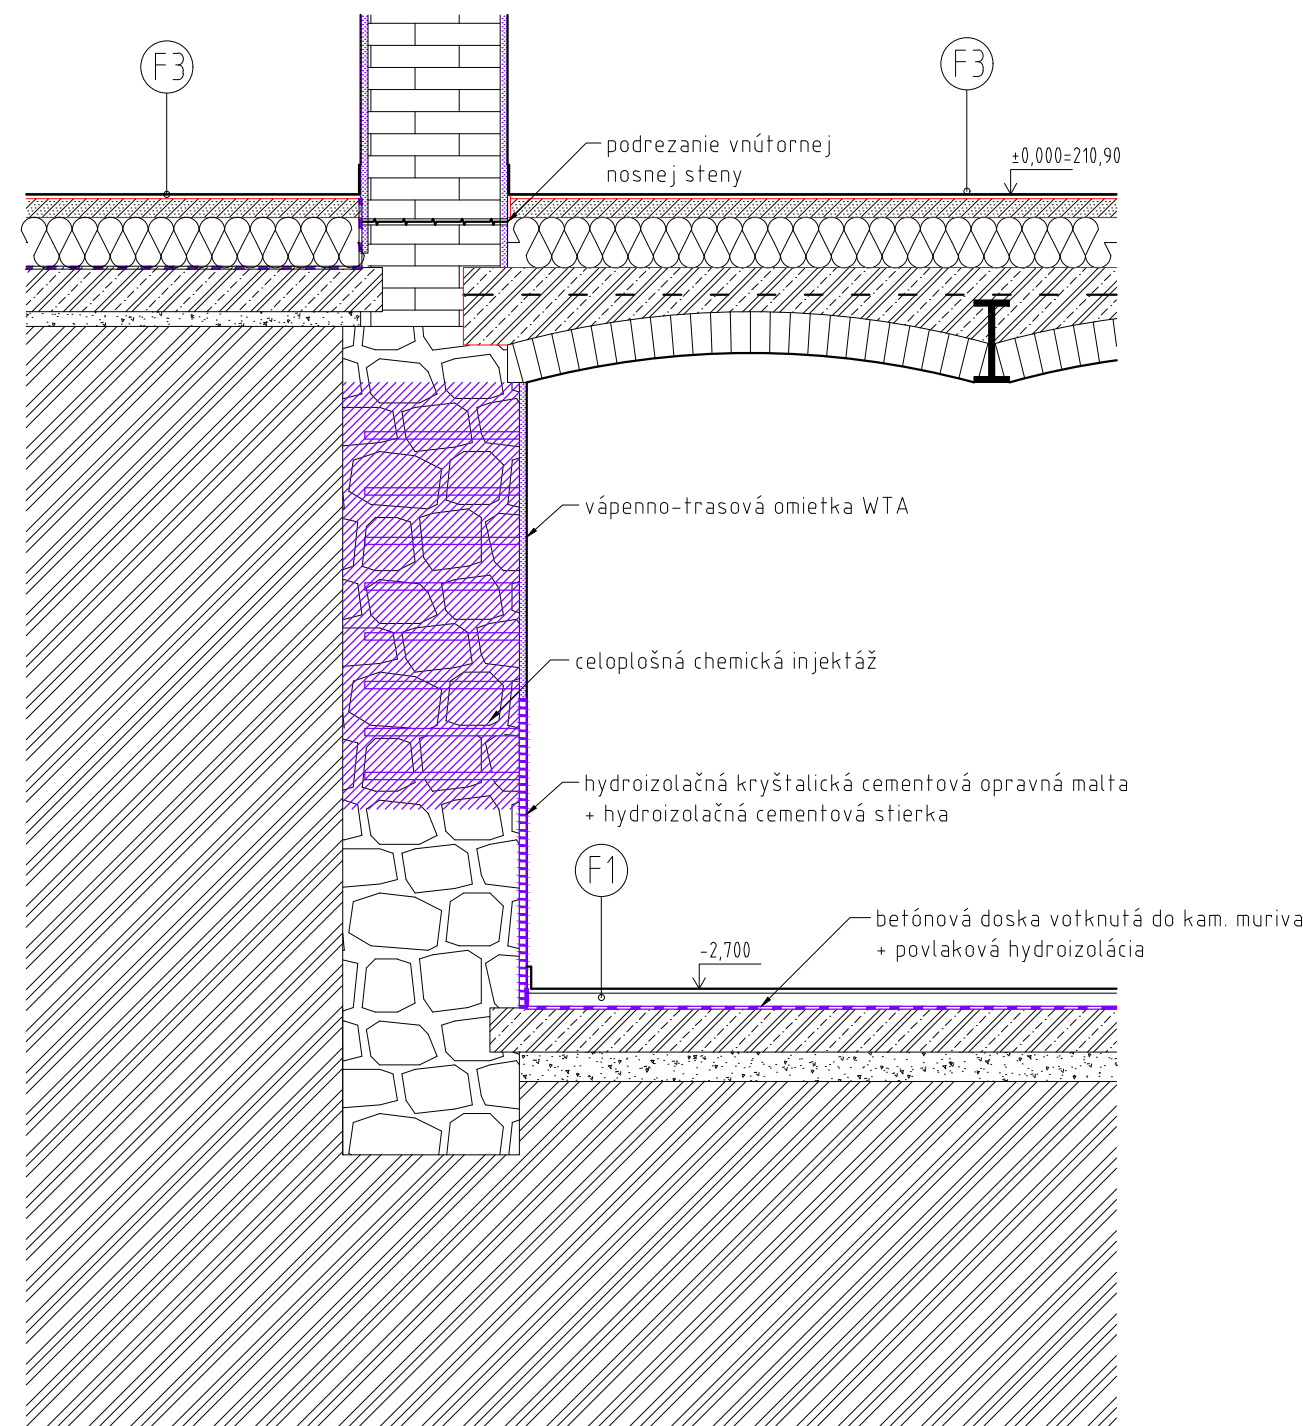 F3
F3
podrezanie vnútornej
nosnej steny
±0,000=210,90
vápenno-trasová omietka WTA
celoplošná chemická injektáž
hydroizolačná kryštalická cementová opravná malta
+ hydroizolačná cementová stierka
F1
betónová doska votknutá do kam. muriva
+ povlaková hydroizolácia
-2,700